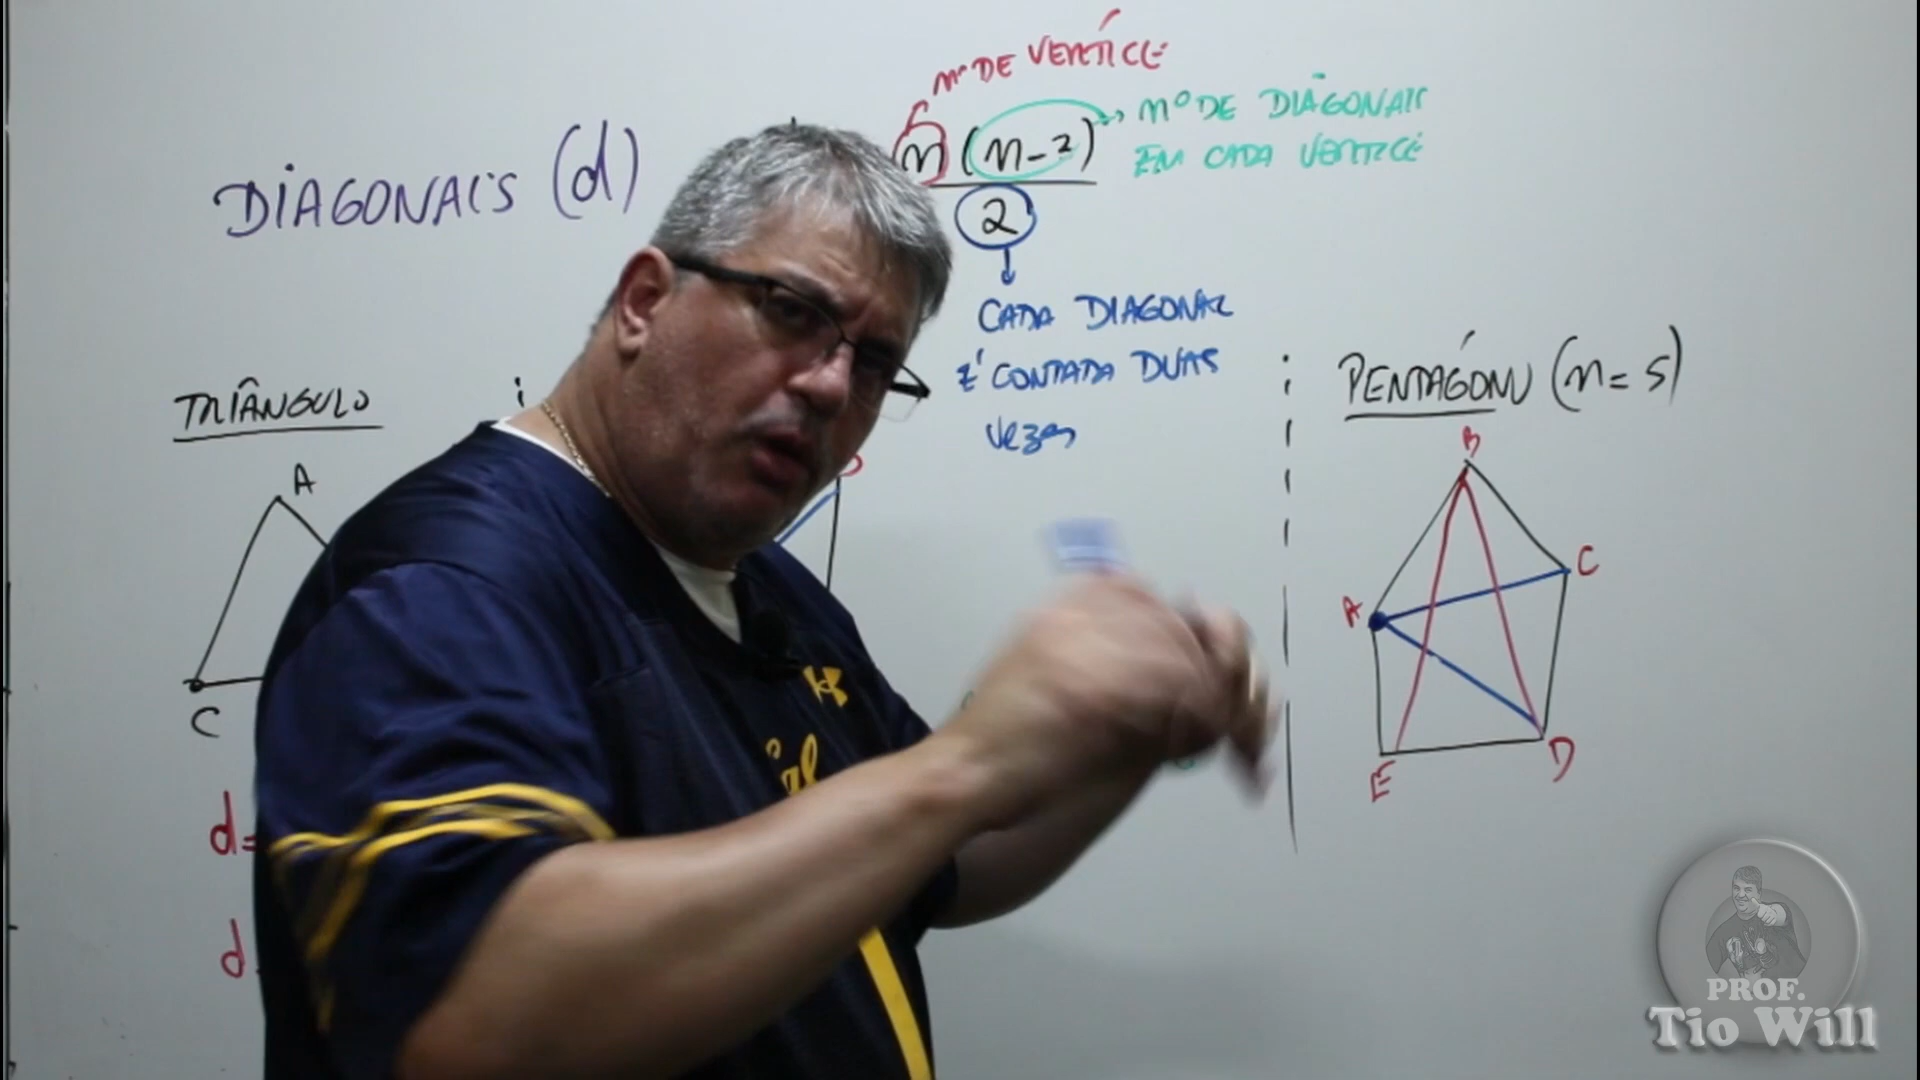 Nº DE VÉRTICE
DIAGONAIS (d)
n (n-2)
2
Nº DE DIAGONAIS
EM CADA VÉRTICE
CADA DIAGONAL
É CONTADA DUAS
VEZES
TRIÂNGULO
A
C
d=
d
PENTÁGONO (n=5)
B
C
A
E
D
PROF.
Tio Will